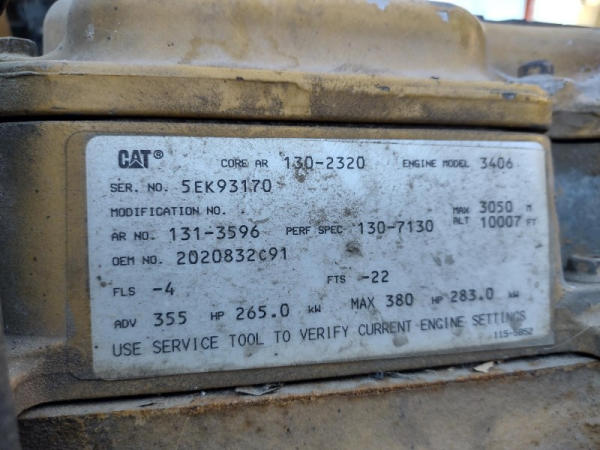 CAT® CORE AR 130-2320 ENGINE MODEL 3406
SER. NO. 5EK93170
MODIFICATION NO. MAX 3050 M
ALT 10007 FT
AR NO. 131-3596 PERF SPEC 130-7130
OEM NO. 2020832C91
FLS -4 FTS -22
ADV 355 HP 265.0 kW MAX 380 HP 283.0 kW
USE SERVICE TOOL TO VERIFY CURRENT ENGINE SETTINGS